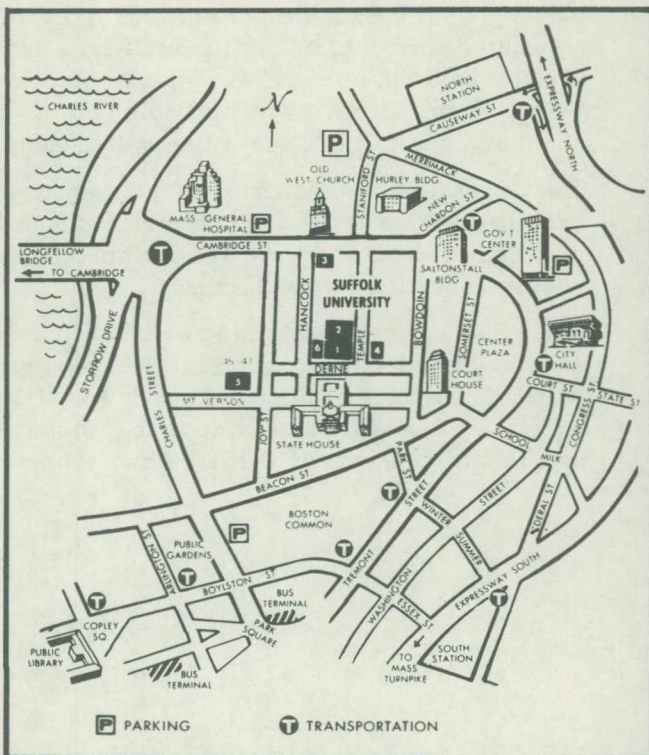 CHARLES RIVER
N
NORTH
STATION
CAUSEWAY ST
EXPRESSWAY NORTH
T
P
OLD
WEST CHURCH
STANIFORD ST
MERRIMACK
HURLEY BLDG
NEW
CHARDON ST
T
MASS GENERAL
HOSPITAL
P
CAMBRIDGE ST.
GOV'T
CENTER
P
LONGFELLOW
BRIDGE
TO CAMBRIDGE
T
SALTONSTALL
BLDG
3
SUFFOLK
UNIVERSITY
HANCOCK
TEMPLE
BOWDOIN
SOMERSET ST
CENTER
PLAZA
CITY
HALL
T
STORROW DRIVE
2
6
1
4
45 47
5
DERNE
COURT
HOUSE
COURT ST
STATE ST
CONGRESS ST
MT VERNON
CHARLES STREET
JOY ST
STATE HOUSE
SCHOOL
MILK
BEACON ST.
PARK ST
T
STREET
WINTER
STREET
DERAL ST
BOSTON
COMMON
P
SUMMER
ARLINGTON ST
PUBLIC
GARDENS
T
BOYLSTON ST
T
TREMONT
WASHINGTON
ESSEX ST
EXPRESSWAY SOUTH
T
T
COPLEY
SQ
BUS
TERMINAL
PARK
SQUARE
PUBLIC
LIBRARY
BUS
TERMINAL
TO
MASS
TURNPIKE
SOUTH
STATION
P PARKING
T TRANSPORTATION